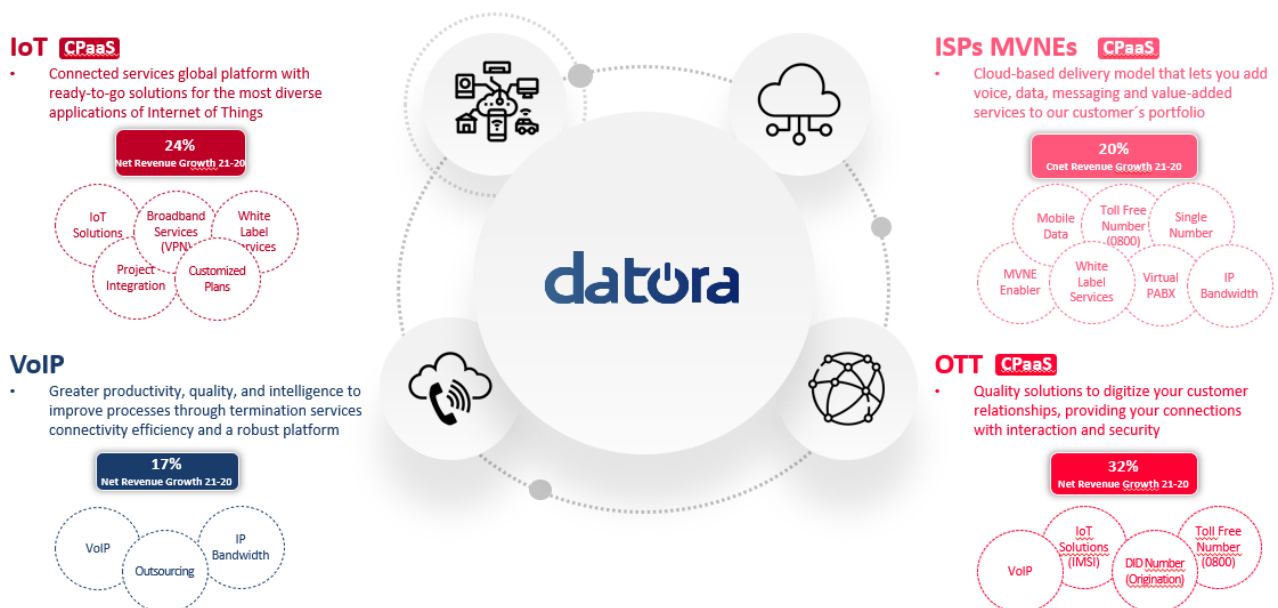 IoT CPaaS
• Connected services global platform with
ready-to-go solutions for the most diverse
applications of Internet of Things
24%
Net Revenue Growth 21-20
IoT
Solutions
Broadband
Services
(VPN)
White
Label
Services
Project
Integration
Customized
Plans
VoIP
• Greater productivity, quality, and intelligence to
improve processes through termination services
connectivity efficiency and a robust platform
17%
Net Revenue Growth 21-20
VoIP
Outsourcing
IP
Bandwidth
datora
ISPs MVNEs CPaaS
• Cloud-based delivery model that lets you add
voice, data, messaging and value-added
services to our customer´s portfolio
20%
Cnet Revenue Growth 21-20
Mobile
Data
Toll Free
Number
(0800)
Single
Number
MVNE
Enabler
White
Label
Services
Virtual
PABX
IP
Bandwidth
OTT CPaaS
• Quality solutions to digitize your customer
relationships, providing your connections
with interaction and security
32%
Net Revenue Growth 21-20
VoIP
IoT
Solutions
(IMSI)
DID Number
(Origination)
Toll Free
Number
(0800)